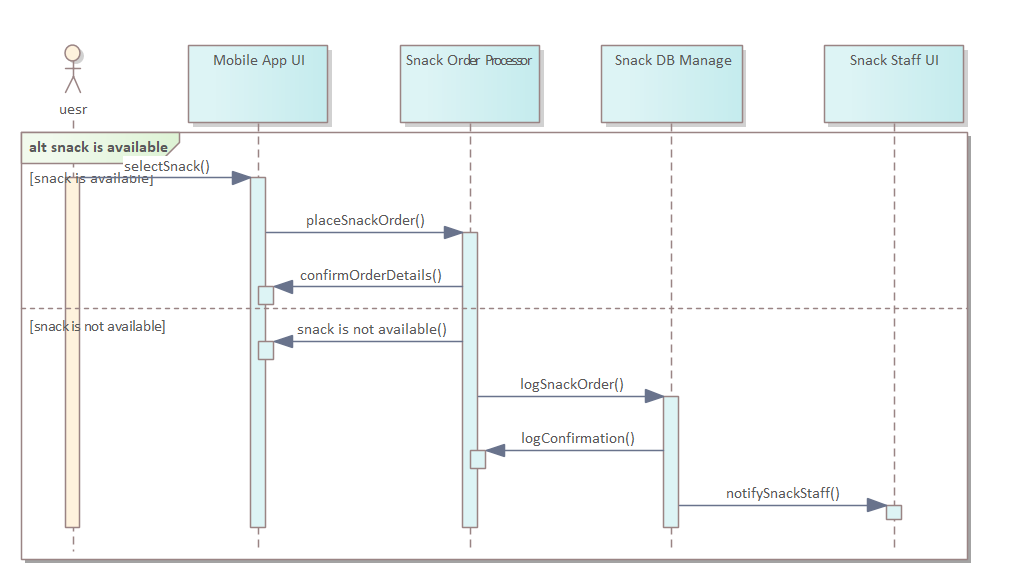 Mobile App UI
Snack Order Processor
Snack DB Manage
Snack Staff UI
uesr
alt snack is available
selectSnack()
[snack is available]
placeSnackOrder()
confirmOrderDetails()
[snack is not available]
snack is not available()
logSnackOrder()
logConfirmation()
notifySnackStaff()